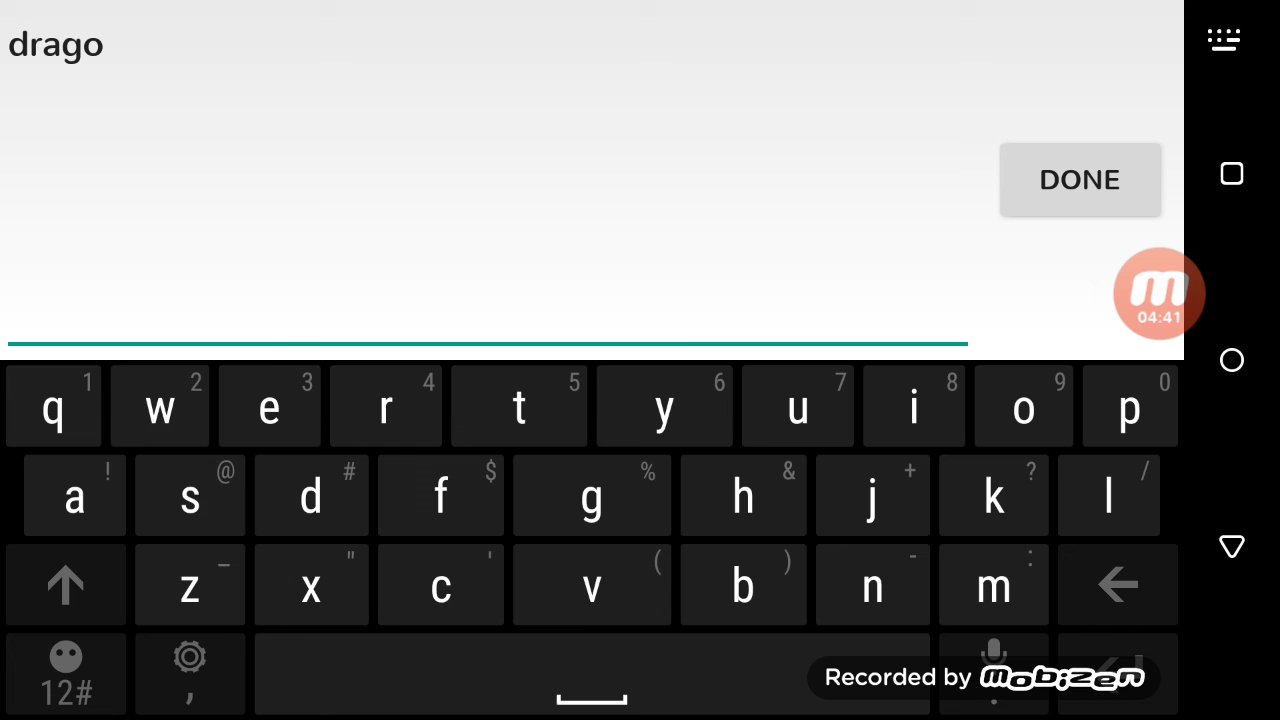 drago
DONE
m
04:41
q 1 w 2 e 3 r 4 t 5 y 6 u 7 i 8 o 9 p 0
a ! s @ d # f $ g % h & j + k ? l /
z _ x " c ' v ( b ) n - m :
12# , .
Recorded by mobizen